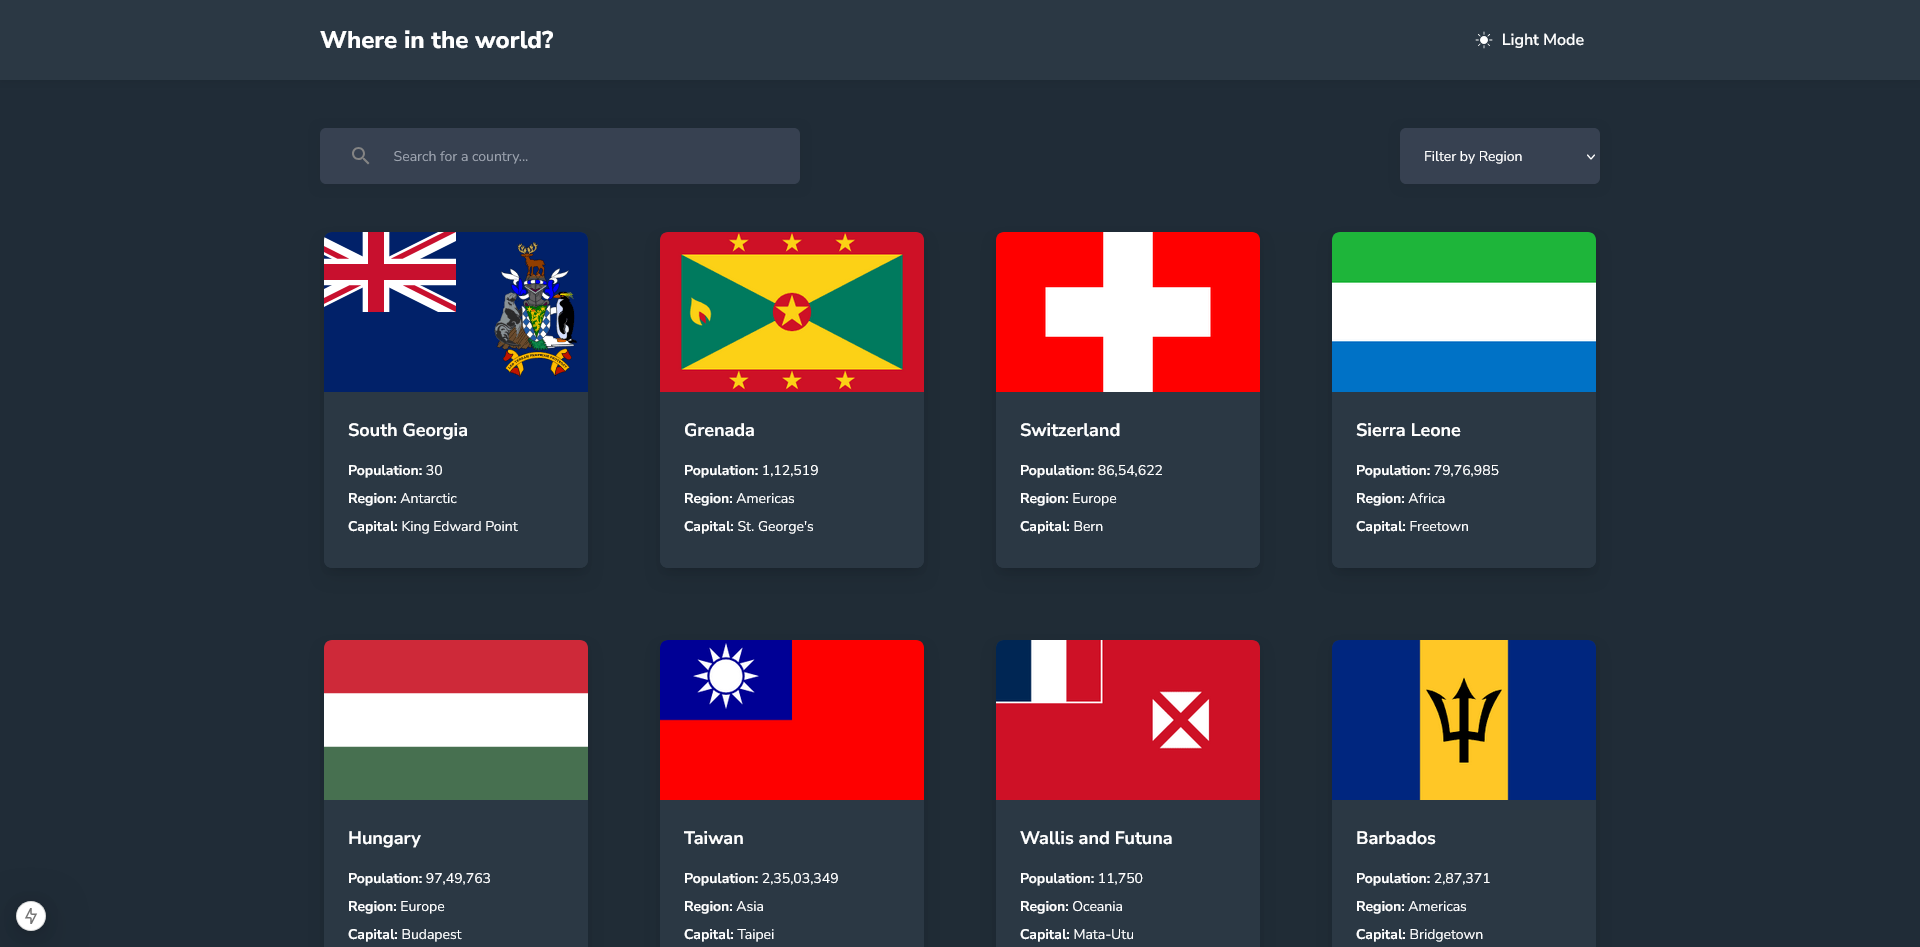 Where in the world?
Light Mode
Search for a country...
Filter by Region
South Georgia
Population: 30
Region: Antarctic
Capital: King Edward Point
Grenada
Population: 1,12,519
Region: Americas
Capital: St. George's
Switzerland
Population: 86,54,622
Region: Europe
Capital: Bern
Sierra Leone
Population: 79,76,985
Region: Africa
Capital: Freetown
Hungary
Population: 97,49,763
Region: Europe
Capital: Budapest
Taiwan
Population: 2,35,03,349
Region: Asia
Capital: Taipei
Wallis and Futuna
Population: 11,750
Region: Oceania
Capital: Mata-Utu
Barbados
Population: 2,87,371
Region: Americas
Capital: Bridgetown